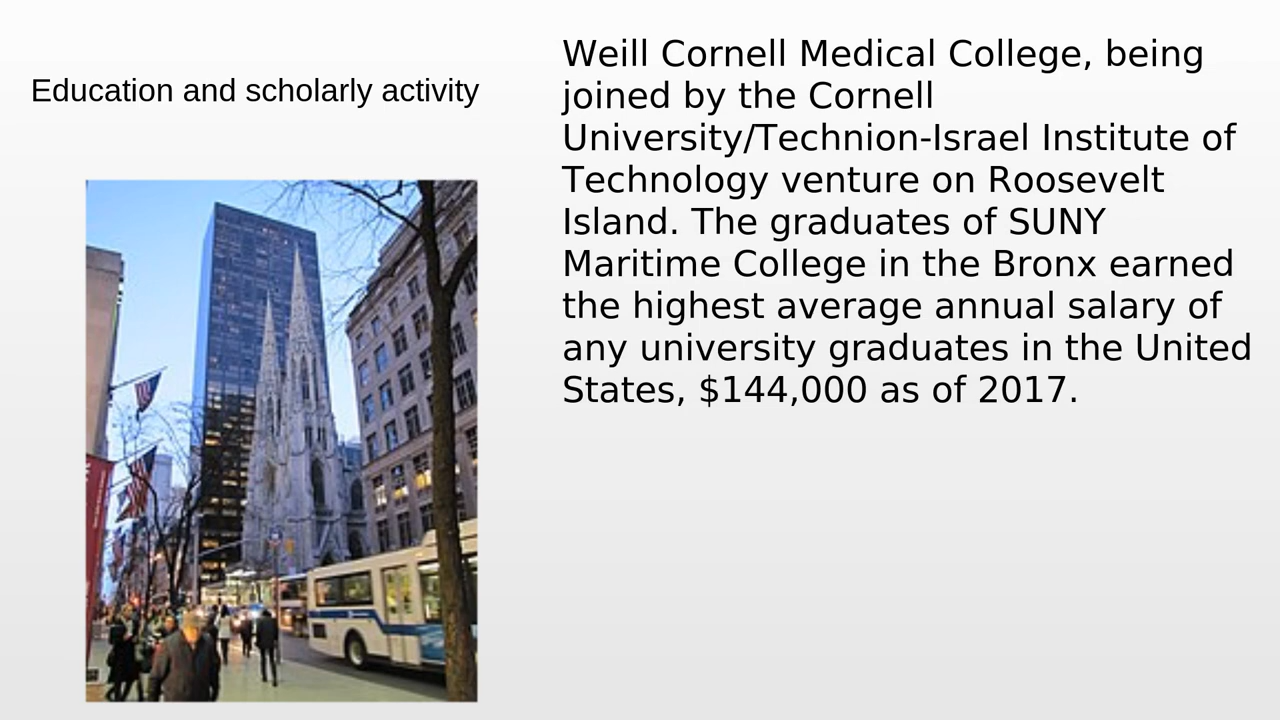 Education and scholarly activity
Weill Cornell Medical College, being
joined by the Cornell
University/Technion-Israel Institute of
Technology venture on Roosevelt
Island. The graduates of SUNY
Maritime College in the Bronx earned
the highest average annual salary of
any university graduates in the United
States, $144,000 as of 2017.